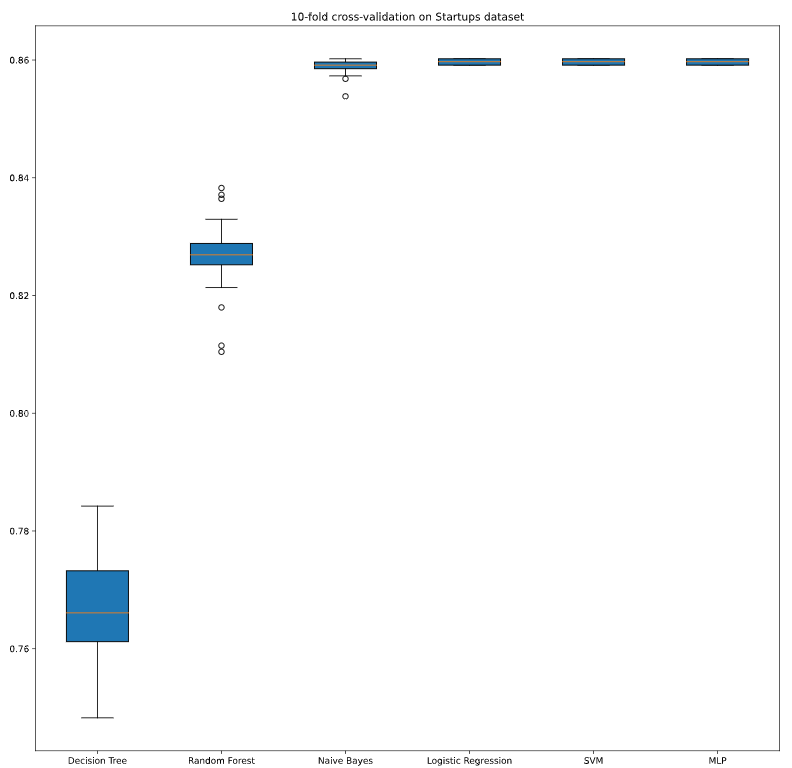 10-fold cross-validation on Startups dataset
0.86
0.84
0.82
0.80
0.78
0.76
Decision Tree
Random Forest
Naive Bayes
Logistic Regression
SVM
MLP